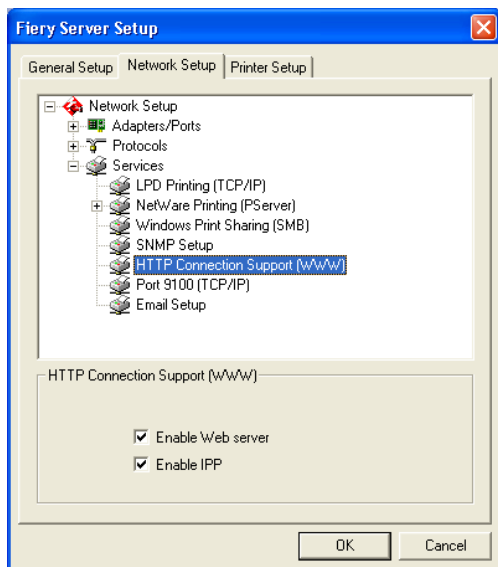 Fiery Server Setup
General Setup
Network Setup
Printer Setup
Network Setup
Adapters/Ports
Protocols
Services
LPD Printing (TCP/IP)
NetWare Printing (PServer)
Windows Print Sharing (SMB)
SNMP Setup
HTTP Connection Support (WWW)
Port 9100 (TCP/IP)
Email Setup
HTTP Connection Support (WWW)
Enable Web server
Enable IPP
OK
Cancel